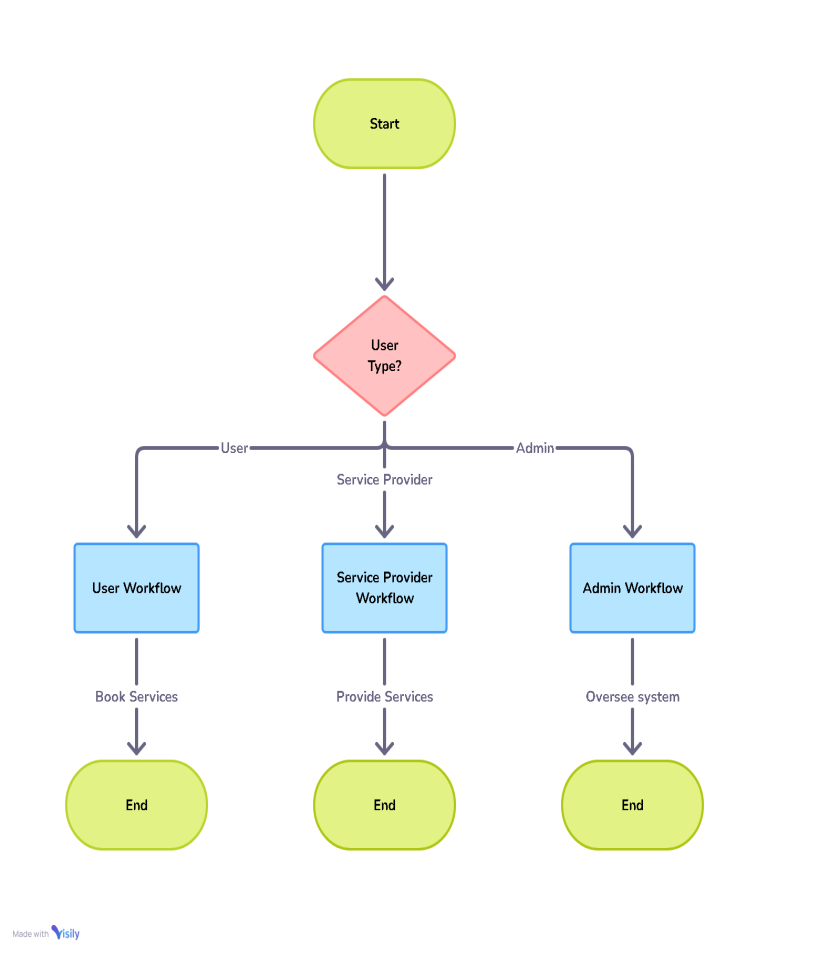 Start
User
Type?
User
Admin
Service Provider
User Workflow
Service Provider
Workflow
Admin Workflow
Book Services
Provide Services
Oversee system
End
End
End
Made with Visily